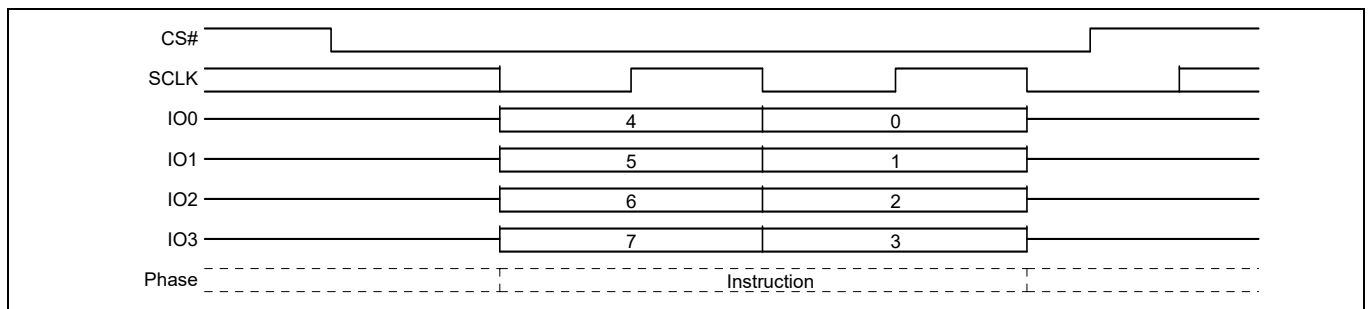 CS#
SCLK
IO0 4 0
IO1 5 1
IO2 6 2
IO3 7 3
Phase Instruction